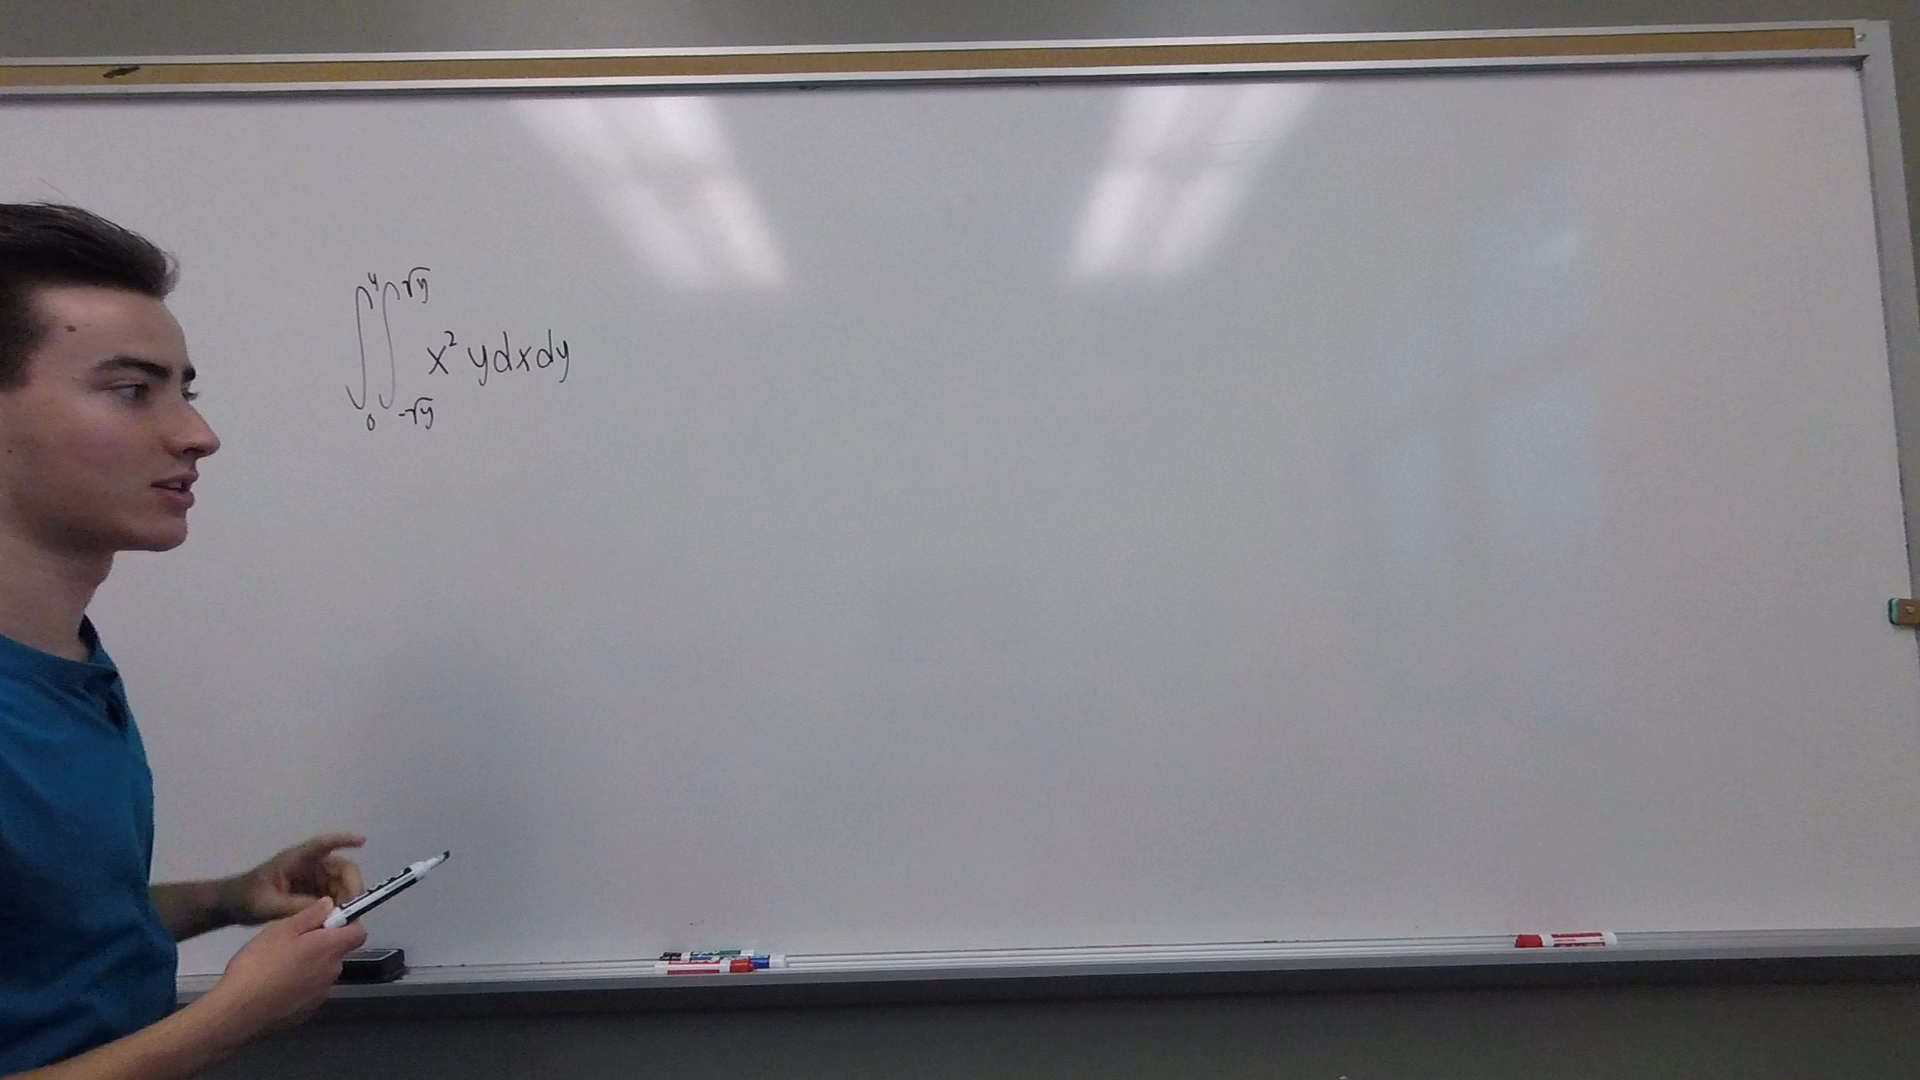 ∫₀⁴ ∫_{-√y}^{√y} x² y dx dy